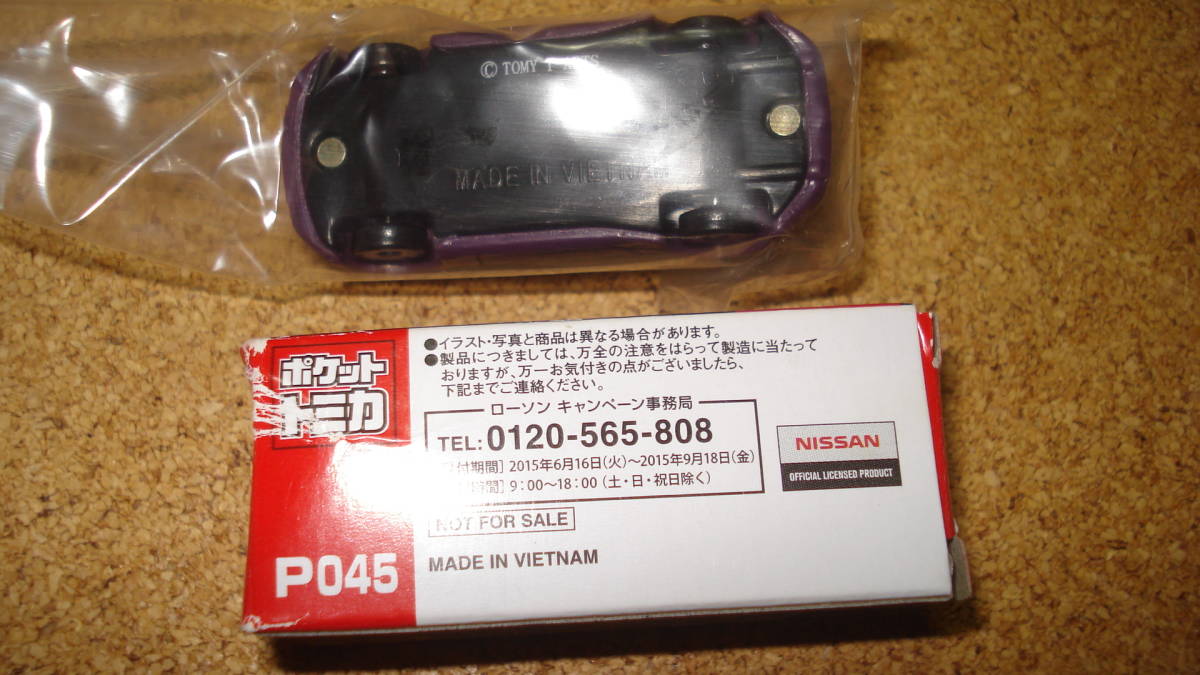 © TOMY
MADE IN VIETNAM
ポケット
トミカ
●イラスト・写真と商品は異なる場合があります。
●製品につきましては、万全の注意をはらって製造に当たって
おりますが、万一お気付きの点がございましたら、
下記までご連絡ください。
ローソン キャンペーン事務局
TEL:0120-565-808
付期間] 2015年6月16日(火)〜2015年9月18日(金)
時間] 9:00〜18:00 (土・日・祝日除く)
NOT FOR SALE
P045
MADE IN VIETNAM
NISSAN
OFFICIAL LICENSED PRODUCT